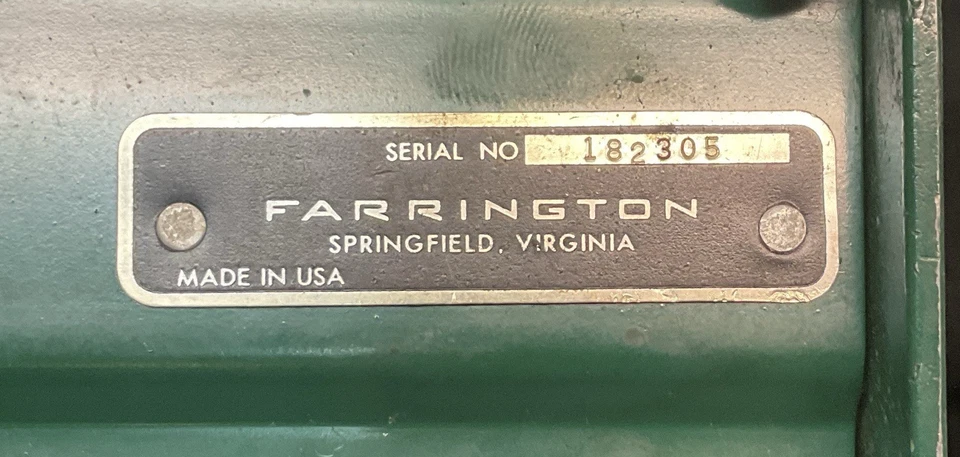 SERIAL NO 182305
FARRINGTON
SPRINGFIELD, VIRGINIA
MADE IN USA